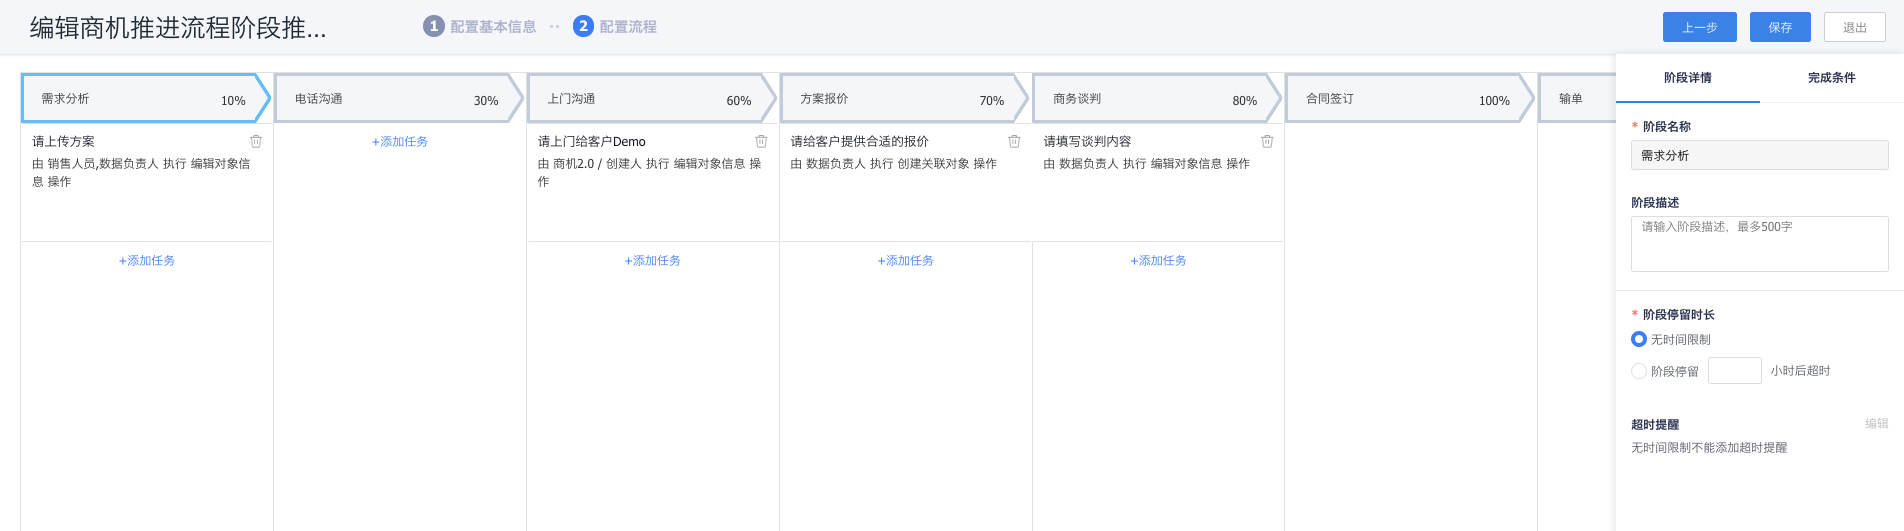 编辑商机推进流程阶段推...
1 配置基本信息 ·· 2 配置流程
上一步 保存 退出
需求分析 10%
电话沟通 30%
上门沟通 60%
方案报价 70%
商务谈判 80%
合同签订 100%
输单
请上传方案
由 销售人员,数据负责人 执行 编辑对象信
息 操作
+添加任务
+添加任务
请上门给客户Demo
由 商机2.0 / 创建人 执行 编辑对象信息 操
作
+添加任务
请给客户提供合适的报价
由 数据负责人 执行 创建关联对象 操作
+添加任务
请填写谈判内容
由 数据负责人 执行 编辑对象信息 操作
+添加任务
阶段详情 完成条件
* 阶段名称
需求分析
阶段描述
请输入阶段描述，最多500字
* 阶段停留时长
无时间限制
阶段停留 小时后超时
超时提醒 编辑
无时间限制不能添加超时提醒